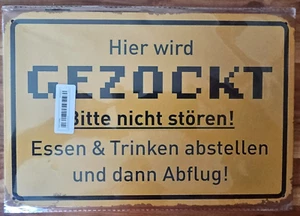 Hier wird
GEZOCKT
Bitte nicht stören!
Essen & Trinken abstellen
und dann Abflug!